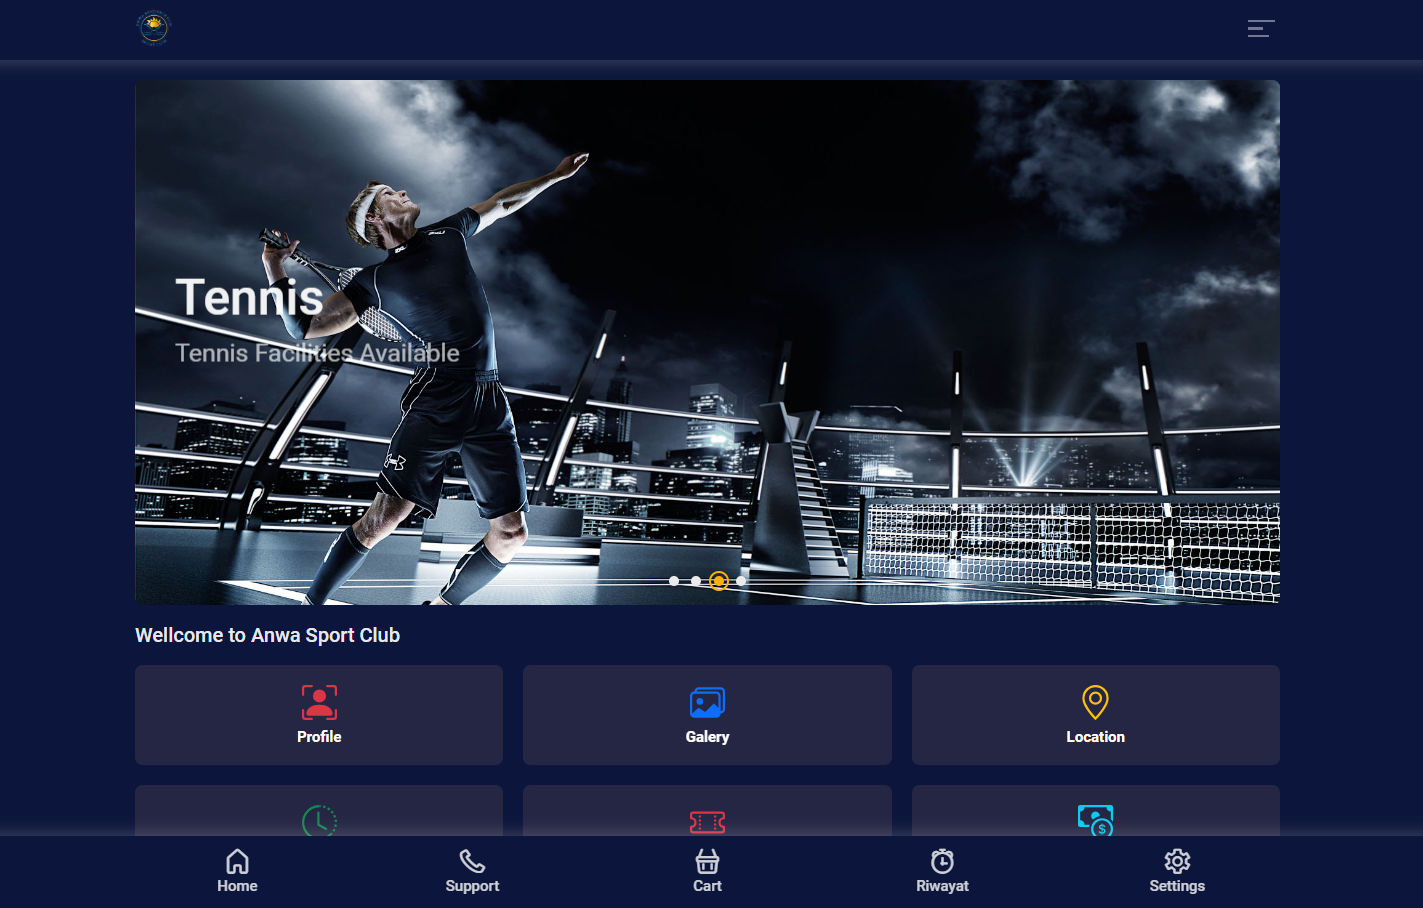 Tennis
Tennis Facilities Available
Wellcome to Anwa Sport Club
Profile
Galery
Location
Home
Support
Cart
Riwayat
Settings